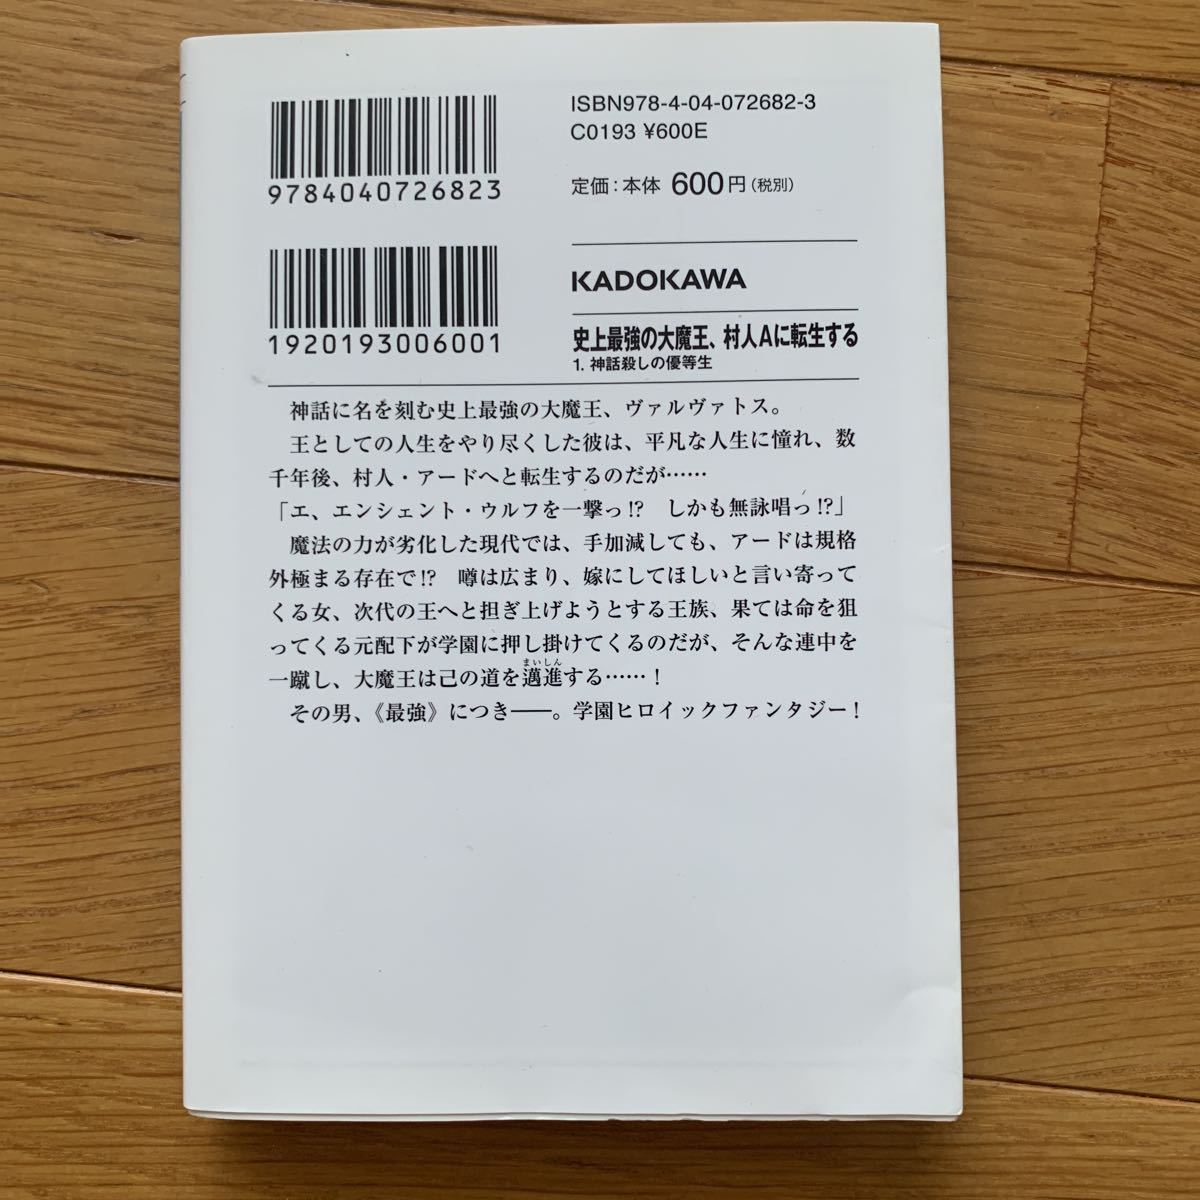 9784040726823
1920193006001
ISBN978-4-04-072682-3
C0193 ¥600E
定価：本体 600円（税別）
KADOKAWA
史上最強の大魔王、村人Aに転生する
1. 神話殺しの優等生
神話に名を刻む史上最強の大魔王、ヴァルヴァトス。
王としての人生をやり尽くした彼は、平凡な人生に憧れ、数
千年後、村人・アードへと転生するのだが……
「エ、エンシェント・ウルフを一撃っ!?　しかも無詠唱っ!?」
魔法の力が劣化した現代では、手加減しても、アードは規格
外極まる存在で!?　噂は広まり、嫁にしてほしいと言い寄って
くる女、次代の王へと担ぎ上げようとする王族、果ては命を狙
ってくる元配下が学園に押し掛けてくるのだが、そんな連中を
まいしん
一蹴し、大魔王は己の道を邁進する……！
その男、《最強》につき――。学園ヒロイックファンタジー！